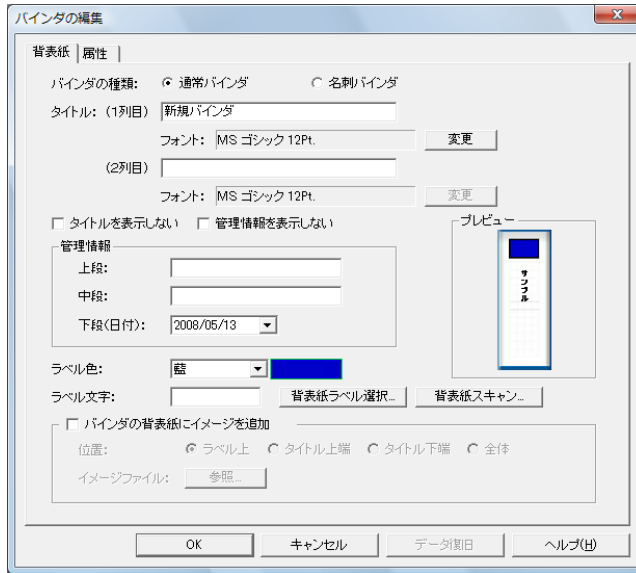 バインダの編集
背表紙 属性
バインダの種類: 通常バインダ 名刺バインダ
タイトル: (1列目) 新規バインダ
フォント: MS ゴシック 12Pt. 変更
(2列目)
フォント: MS ゴシック 12Pt. 変更
タイトルを表示しない 管理情報を表示しない
プレビュー
サンプル
管理情報
上段:
中段:
下段(日付): 2008/05/13
ラベル色: 藍
ラベル文字: 背表紙ラベル選択... 背表紙スキャン...
バインダの背表紙にイメージを追加
位置: ラベル上 タイトル上端 タイトル下端 全体
イメージファイル: 参照...
OK キャンセル データ復旧 ヘルプ(H)